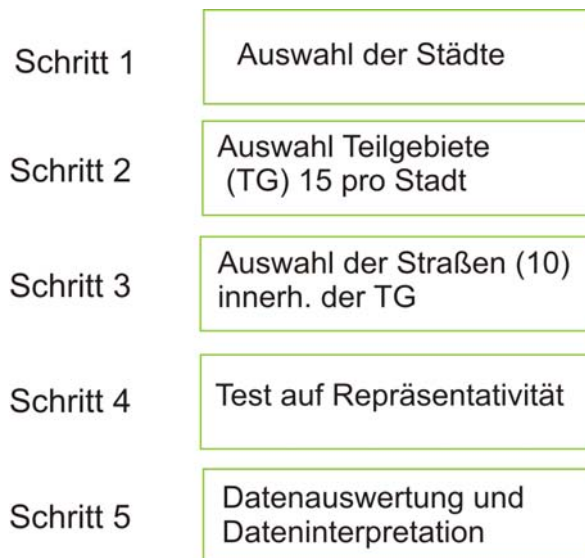 Schritt 1
Auswahl der Städte
Schritt 2
Auswahl Teilgebiete
(TG) 15 pro Stadt
Schritt 3
Auswahl der Straßen (10)
innerh. der TG
Schritt 4
Test auf Repräsentativität
Schritt 5
Datenauswertung und
Dateninterpretation